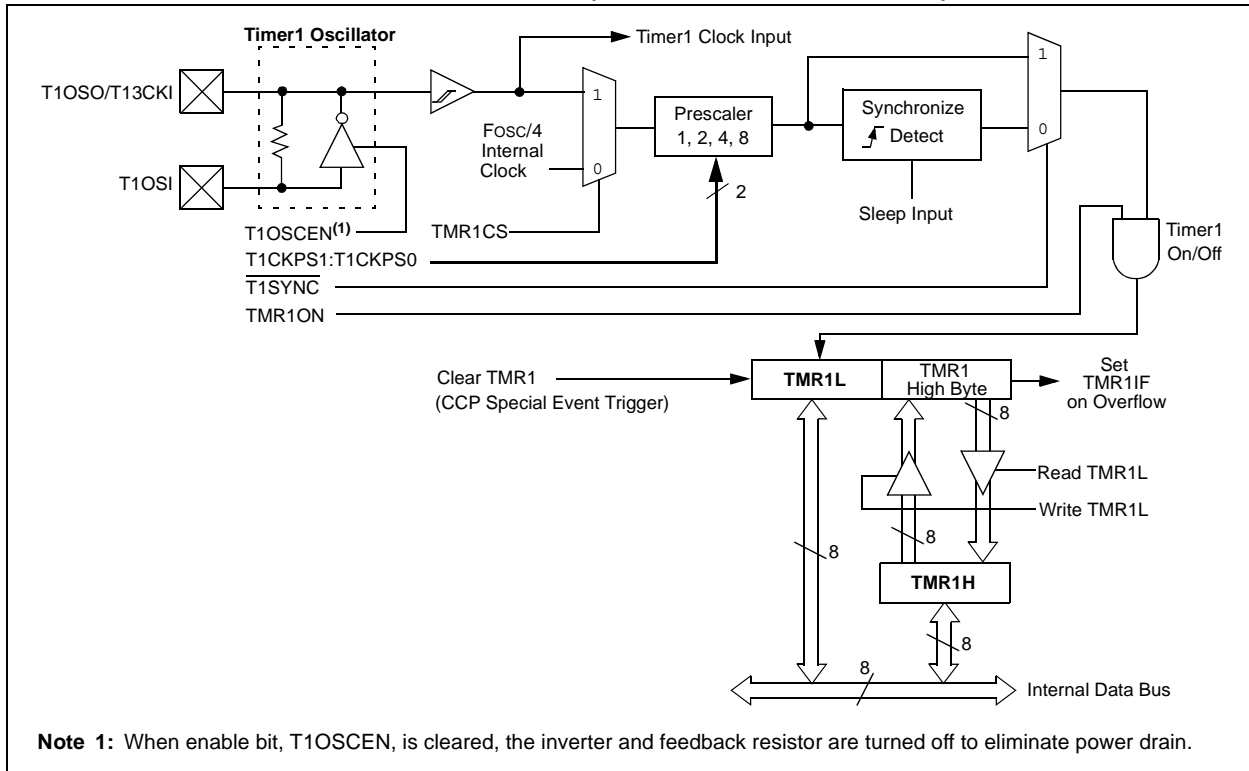 Timer1 Oscillator
Timer1 Clock Input
T1OSO/T13CKI
1
1
FOSC/4
Internal
Clock
0
Prescaler
1, 2, 4, 8
Synchronize
Detect
0
T1OSI
2
Sleep Input
T1OSCEN(1)
TMR1CS
Timer1
On/Off
T1CKPS1:T1CKPS0
T1SYNC
TMR1ON
Clear TMR1
(CCP Special Event Trigger)
TMR1L
TMR1
High Byte
Set
TMR1IF
on Overflow
8
Read TMR1L
Write TMR1L
8
8
TMR1H
8
8
Internal Data Bus
Note 1: When enable bit, T1OSCEN, is cleared, the inverter and feedback resistor are turned off to eliminate power drain.